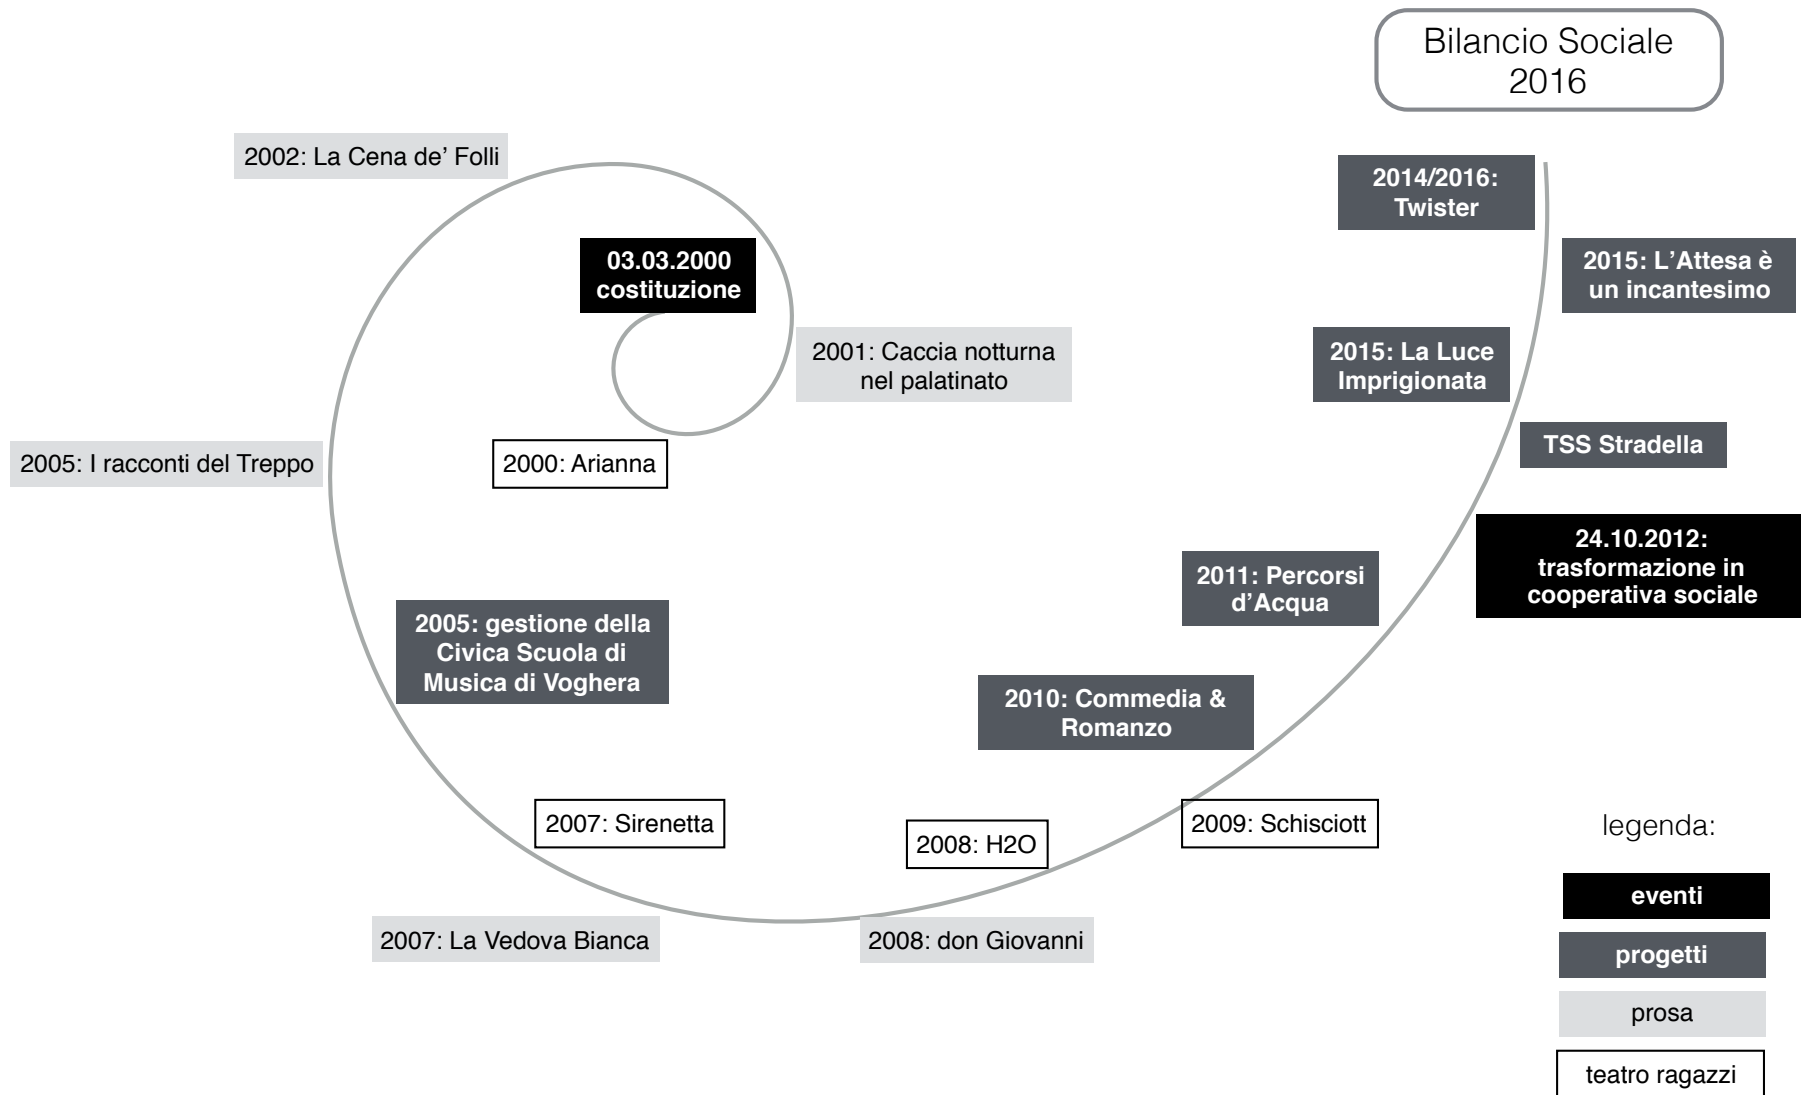 Bilancio Sociale
2016
2002: La Cena de’ Folli
2014/2016:
Twister
03.03.2000
costituzione
2015: L’Attesa è
un incantesimo
2001: Caccia notturna
nel palatinato
2015: La Luce
Imprigionata
2005: I racconti del Treppo
2000: Arianna
TSS Stradella
24.10.2012:
trasformazione in
cooperativa sociale
2011: Percorsi
d’Acqua
2005: gestione della
Civica Scuola di
Musica di Voghera
2010: Commedia &
Romanzo
2007: Sirenetta
2008: H2O
2009: Schisciott
legenda:
eventi
2007: La Vedova Bianca
2008: don Giovanni
progetti
prosa
teatro ragazzi